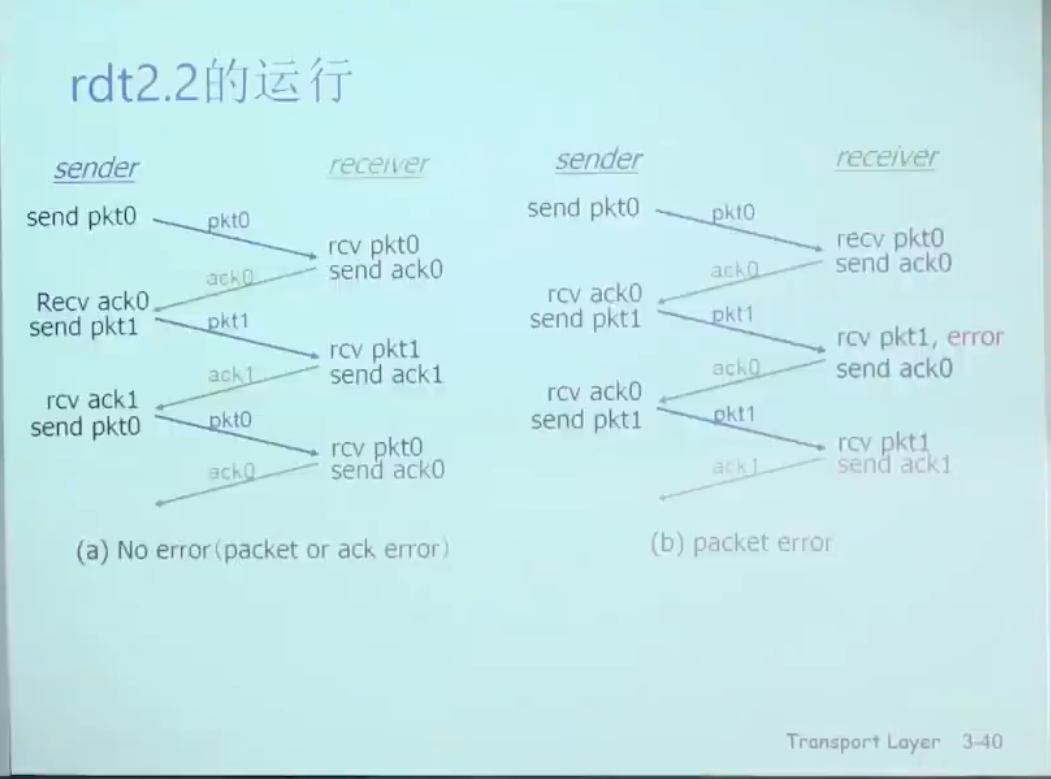 rdt2.2的运行
sender
receiver
send pkt0
pkt0
rcv pkt0
send ack0
ack0
Recv ack0
send pkt1
pkt1
rcv pkt1
send ack1
ack1
rcv ack1
send pkt0
pkt0
rcv pkt0
send ack0
ack0
(a) No error(packet or ack error)
sender
receiver
send pkt0
pkt0
recv pkt0
send ack0
ack0
rcv ack0
send pkt1
pkt1
rcv pkt1, error
send ack0
ack0
rcv ack0
send pkt1
pkt1
rcv pkt1
send ack1
ack1
(b) packet error
Transport Layer 3-40